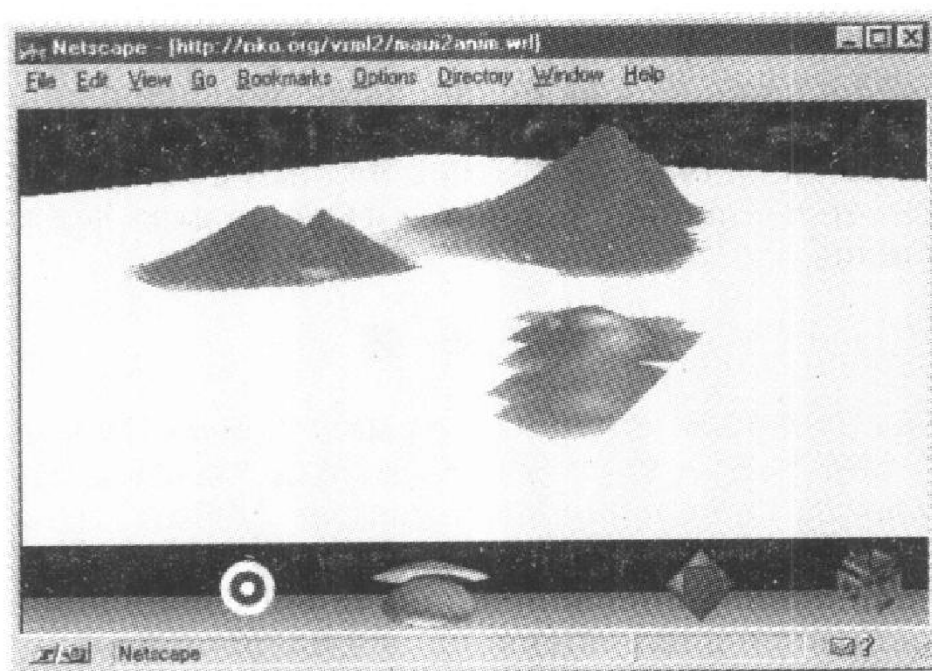 Netscape - [http://nko.org/vrml2/maui2anim.wrl]
File Edit View Go Bookmarks Options Directory Window Help
Netscape
?